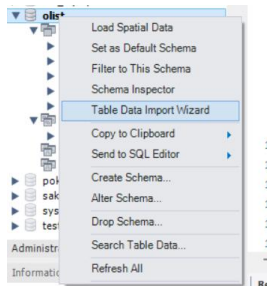 olist
Load Spatial Data
Set as Default Schema
Filter to This Schema
Schema Inspector
Table Data Import Wizard
Copy to Clipboard
Send to SQL Editor
Create Schema...
Alter Schema...
Drop Schema...
Search Table Data...
Refresh All
pok
sak
sys
test
Administr
Informatic